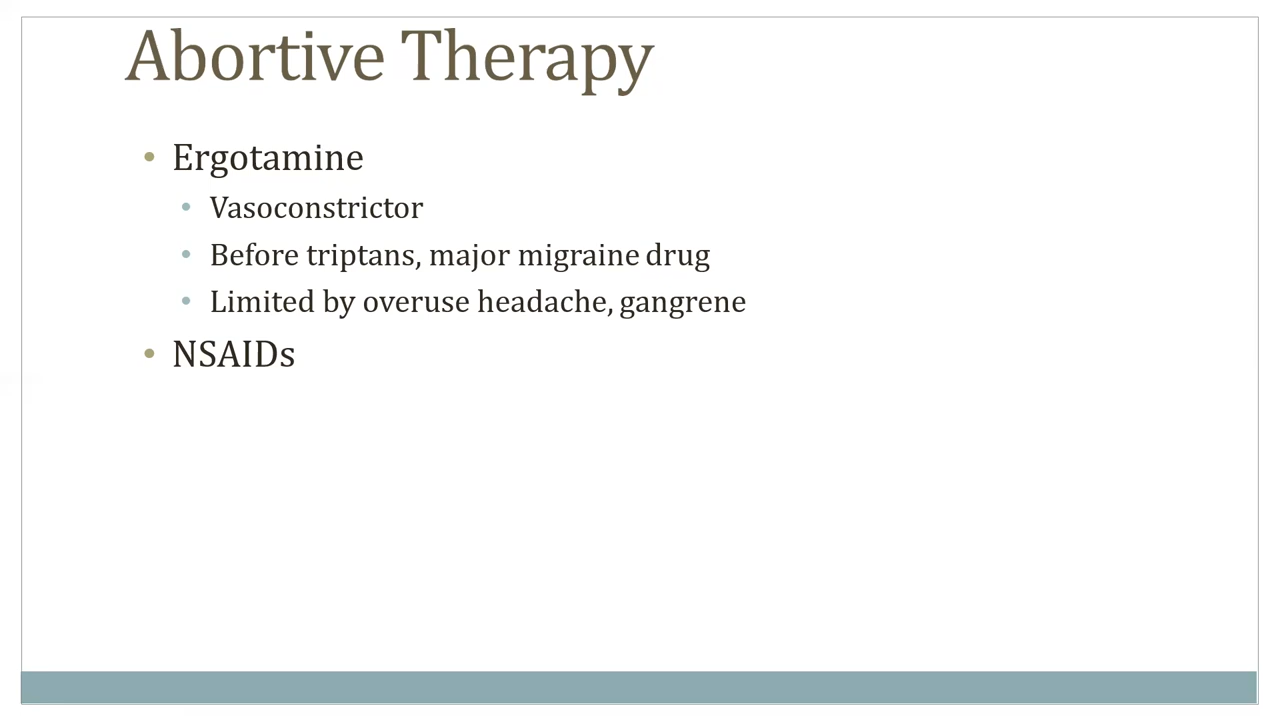 Abortive Therapy
• Ergotamine
• Vasoconstrictor
• Before triptans, major migraine drug
• Limited by overuse headache, gangrene
• NSAIDs